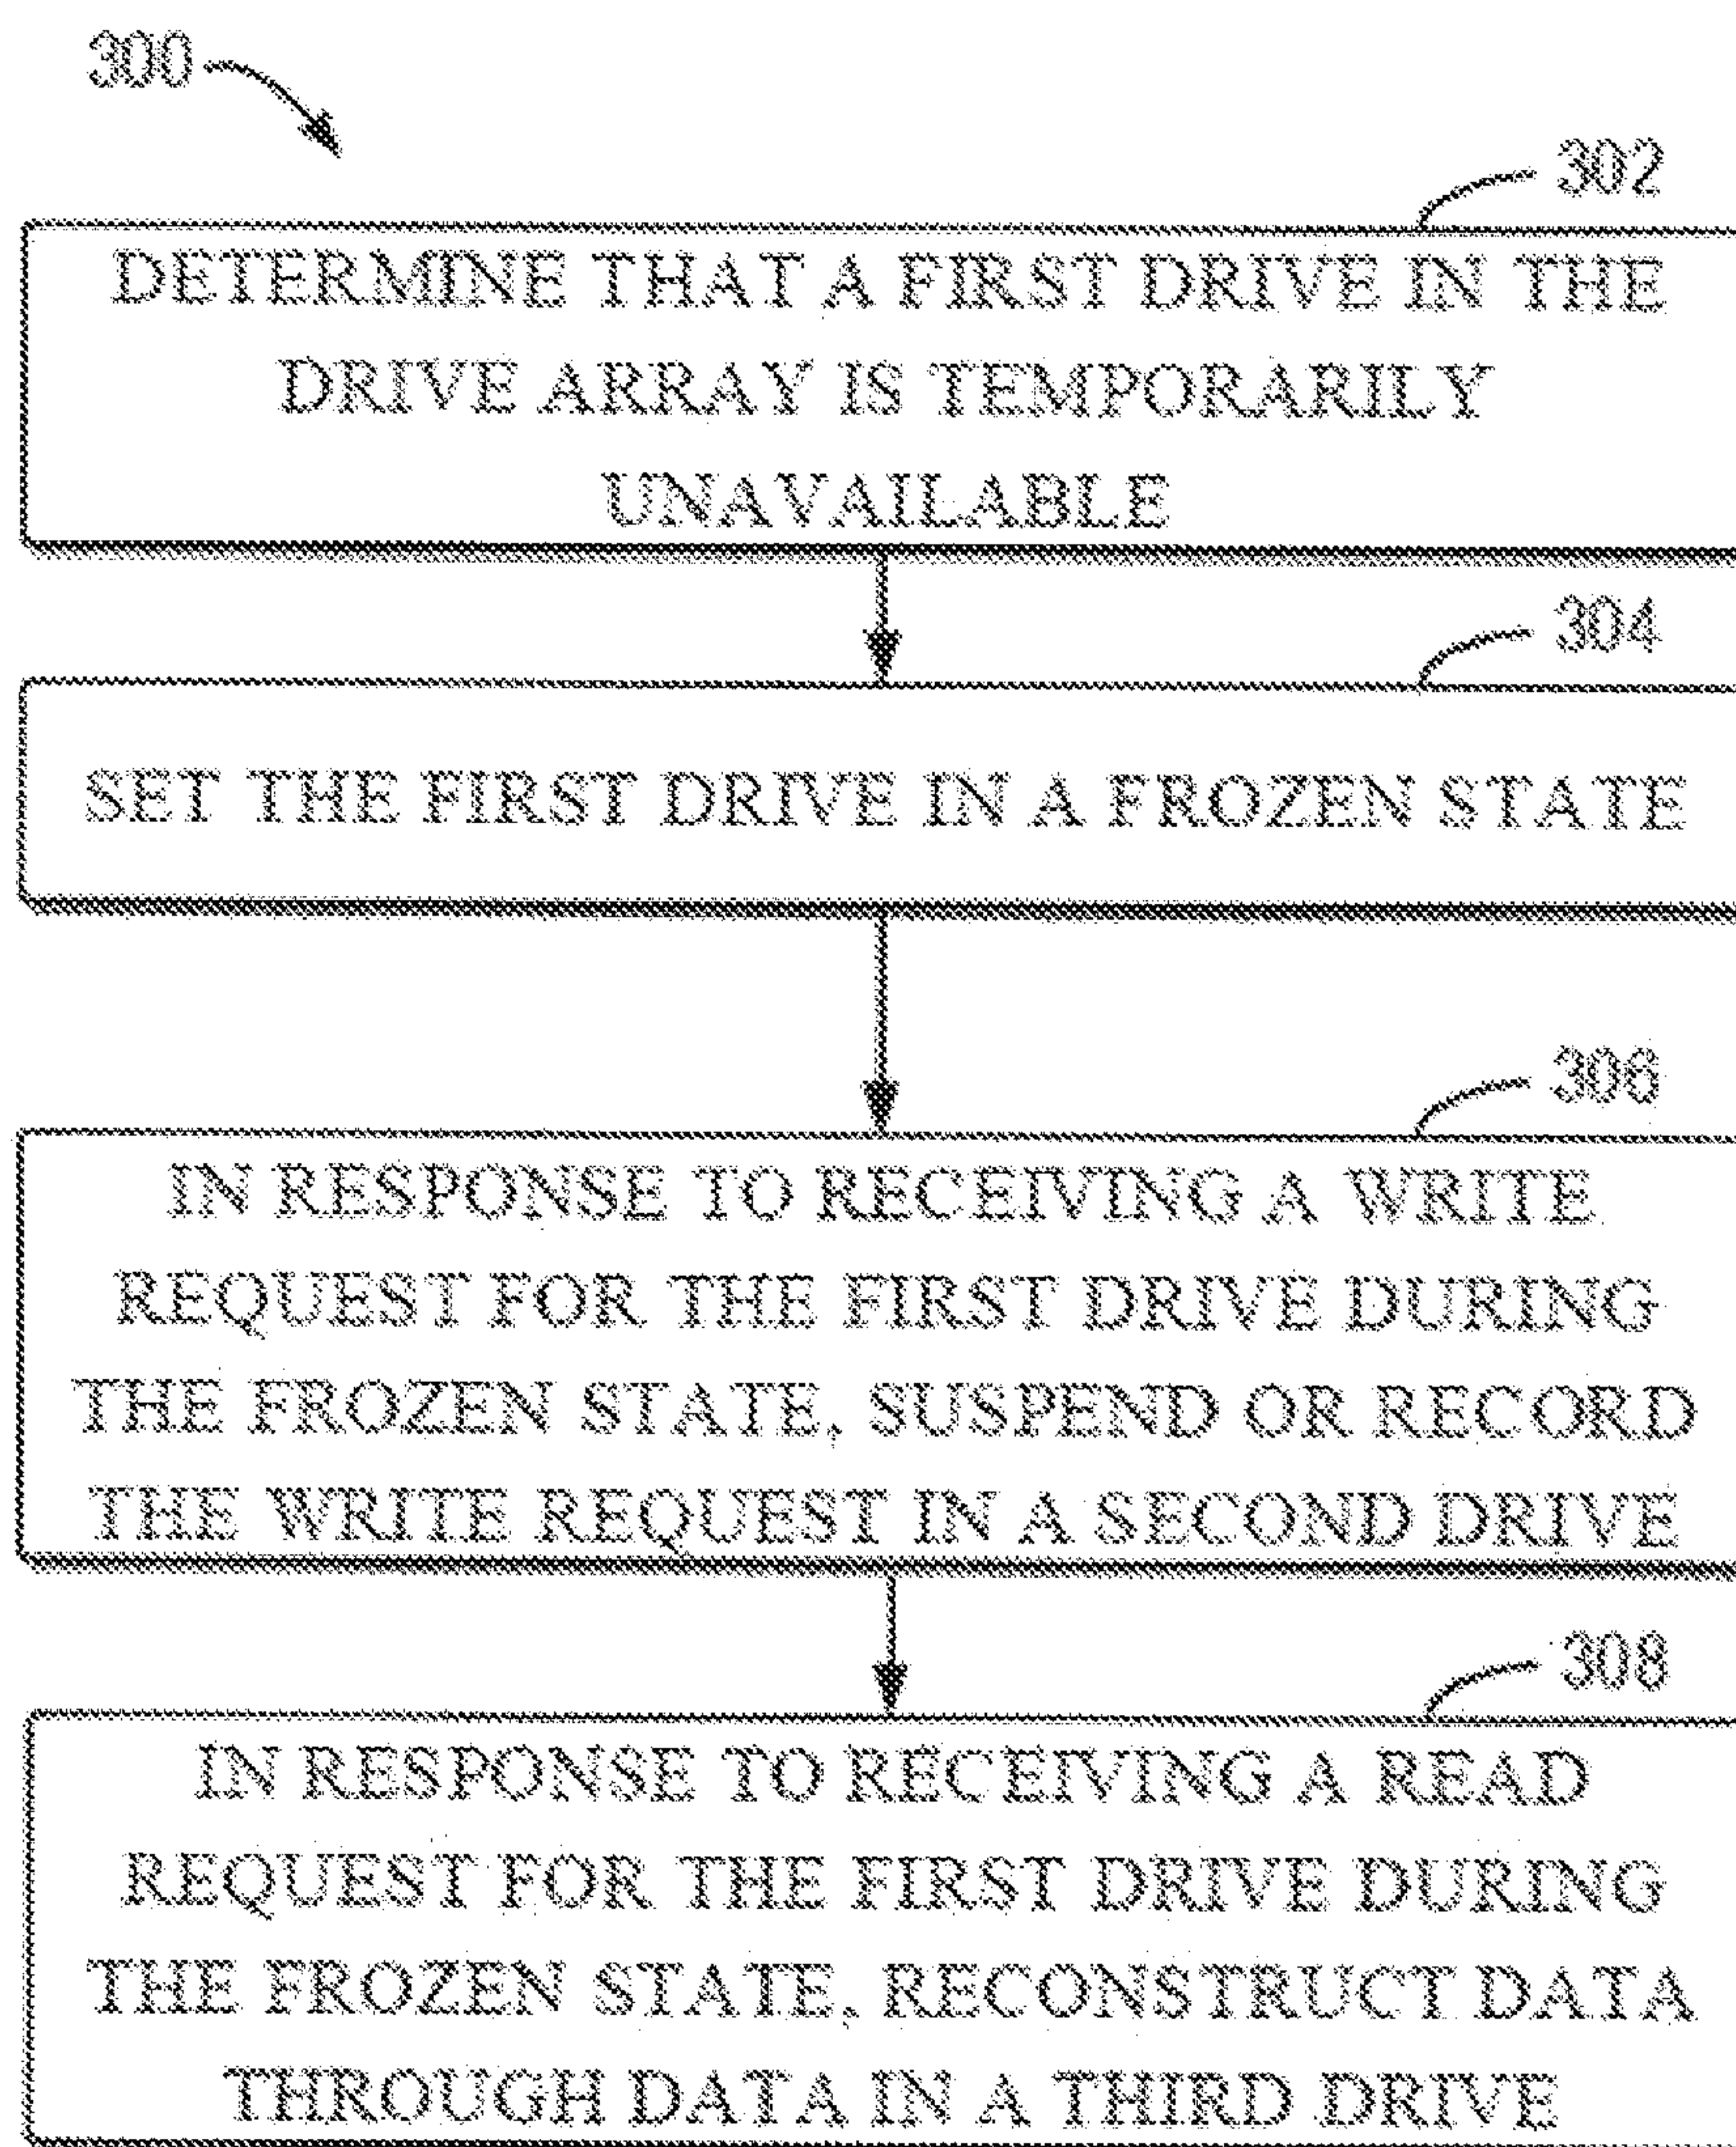 300
302
DETERMINE THAT A FIRST DRIVE IN THE
DRIVE ARRAY IS TEMPORARILY
UNAVAILABLE
304
SET THE FIRST DRIVE IN A FROZEN STATE
306
IN RESPONSE TO RECEIVING A WRITE
REQUEST FOR THE FIRST DRIVE DURING
THE FROZEN STATE, SUSPEND OR RECORD
THE WRITE REQUEST IN A SECOND DRIVE
308
IN RESPONSE TO RECEIVING A READ
REQUEST FOR THE FIRST DRIVE DURING
THE FROZEN STATE, RECONSTRUCT DATA
THROUGH DATA IN A THIRD DRIVE